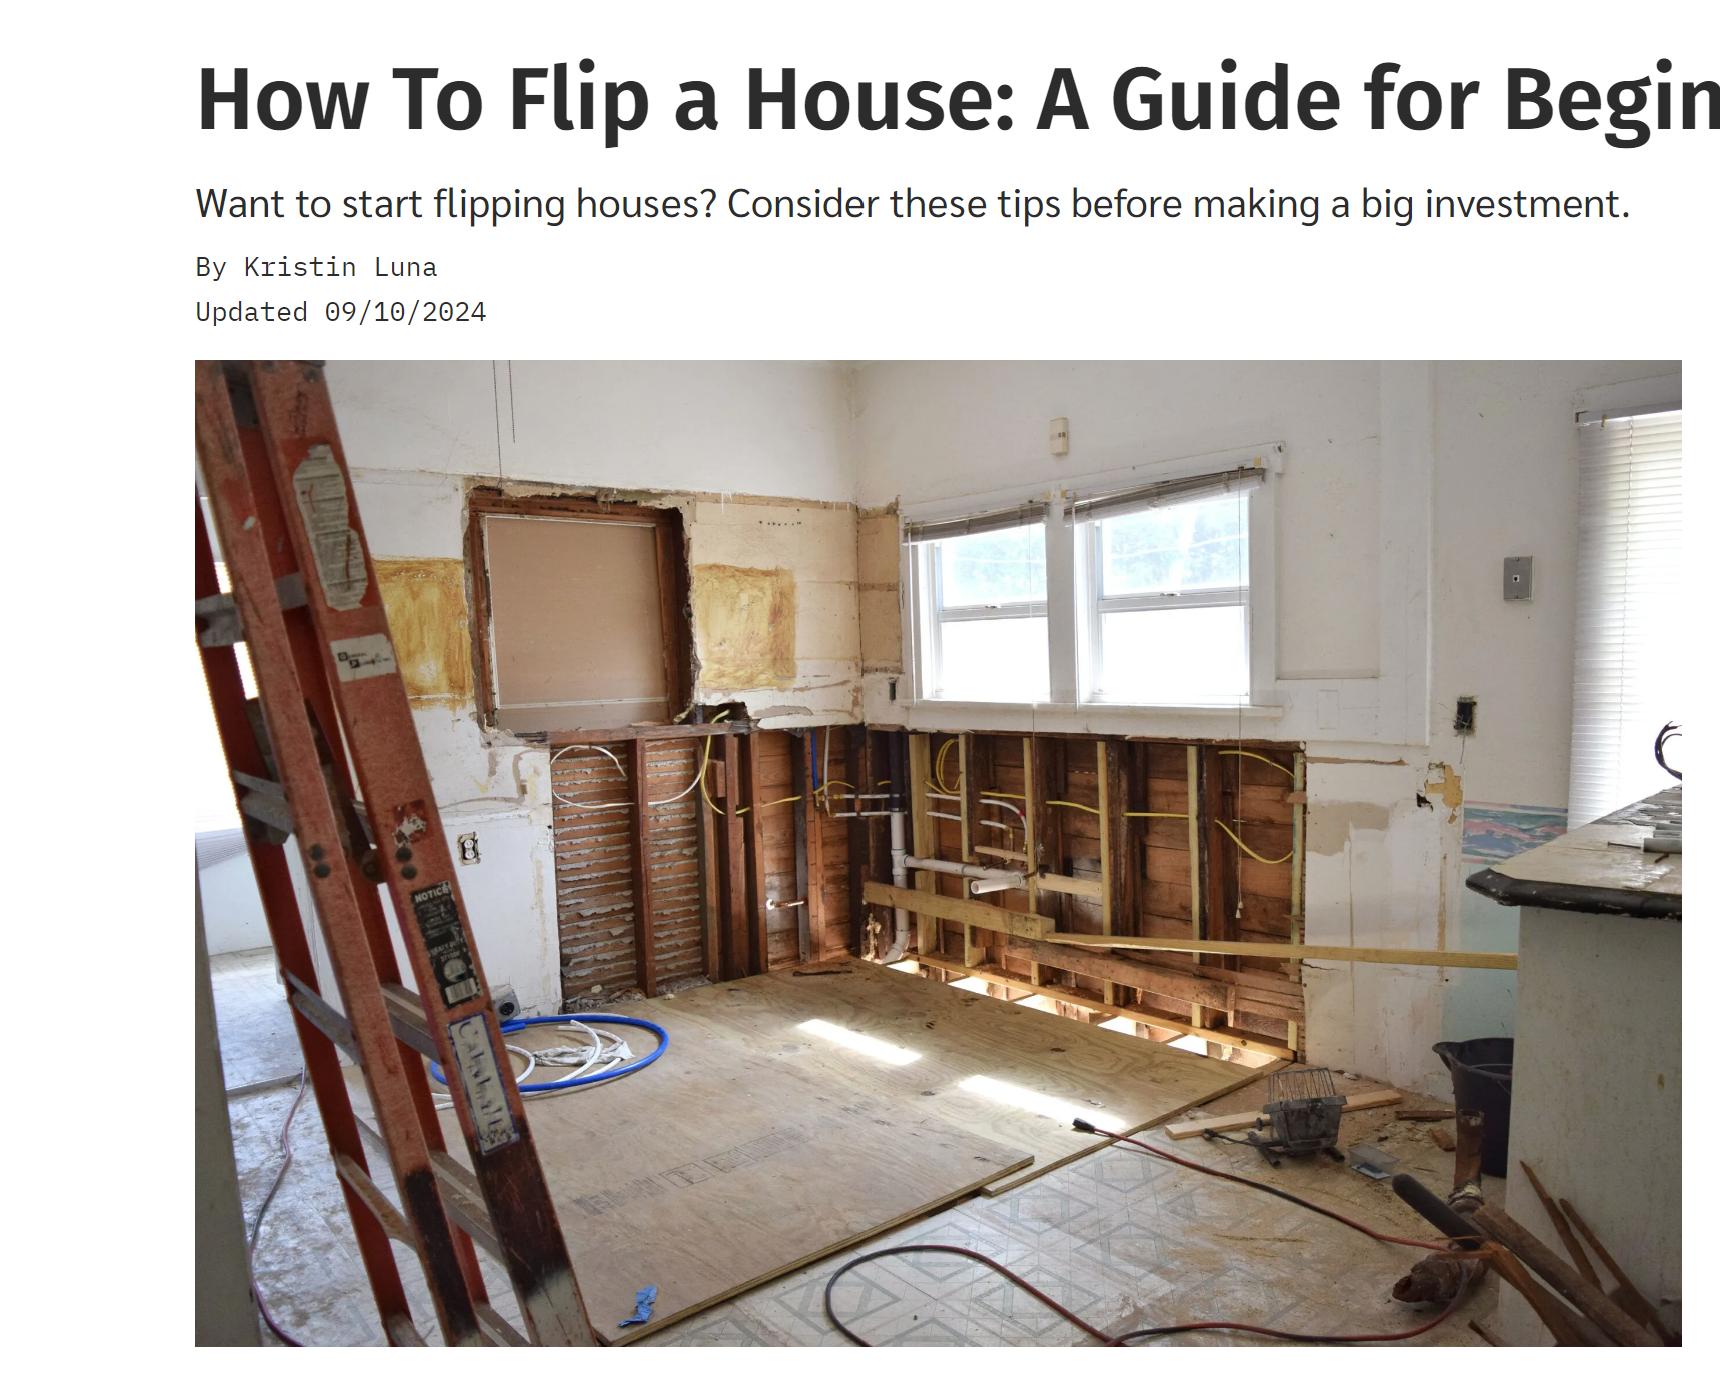 How To Flip a House: A Guide for Begin
Want to start flipping houses? Consider these tips before making a big investment.
By Kristin Luna
Updated 09/10/2024
NOTICE